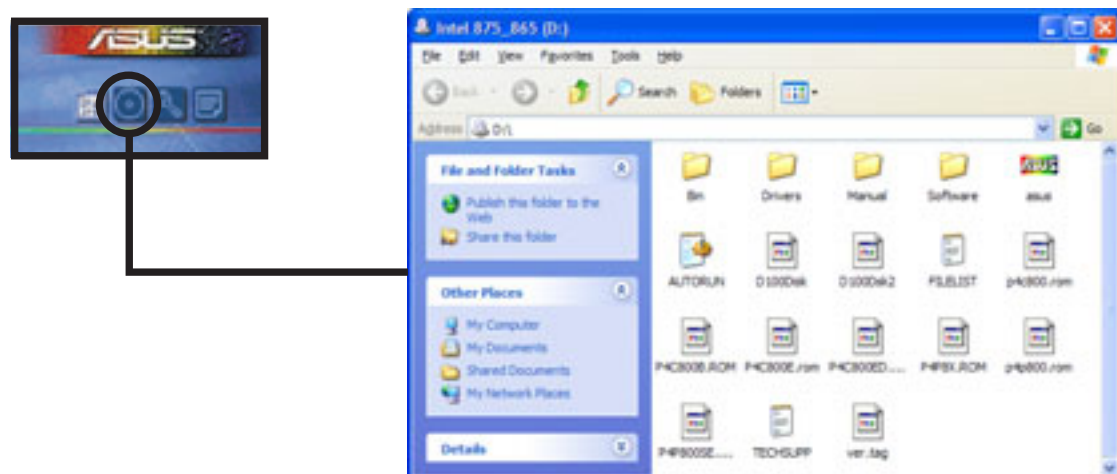 ASUS
Intel 875_865 (D:)
File Edit View Favorites Tools Help
Back Search Folders
Address D:\ Go
File and Folder Tasks
Publish this folder to the
Web
Share this folder
Other Places
My Computer
My Documents
Shared Documents
My Network Places
Details
Bin Drivers Manual Software asus
AUTORUN D100Disk D100Disk2 FILELIST p4c800.rom
P4C800B.ROM P4C800E.rom P4C800ED.... P4P8X.ROM p4p800.rom
P4P800SE.... TECHSUPP ver.tag